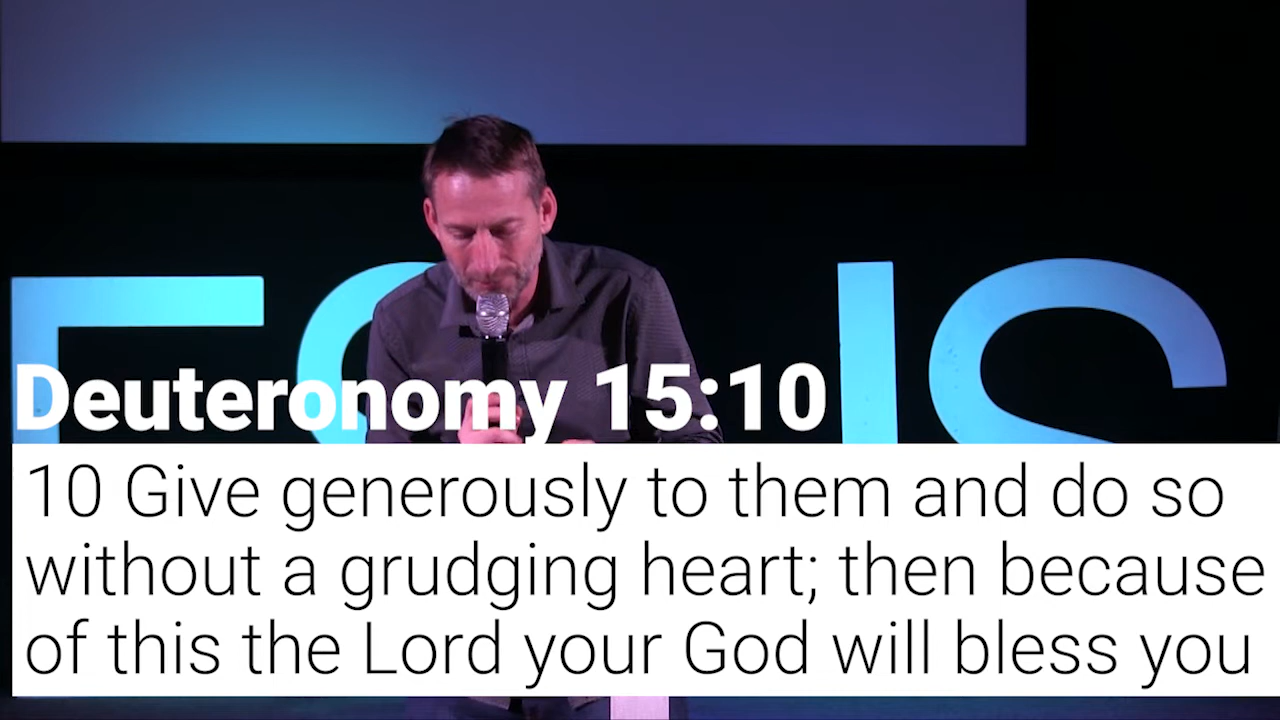 Deuteronomy 15:10
10 Give generously to them and do so
without a grudging heart; then because
of this the Lord your God will bless you